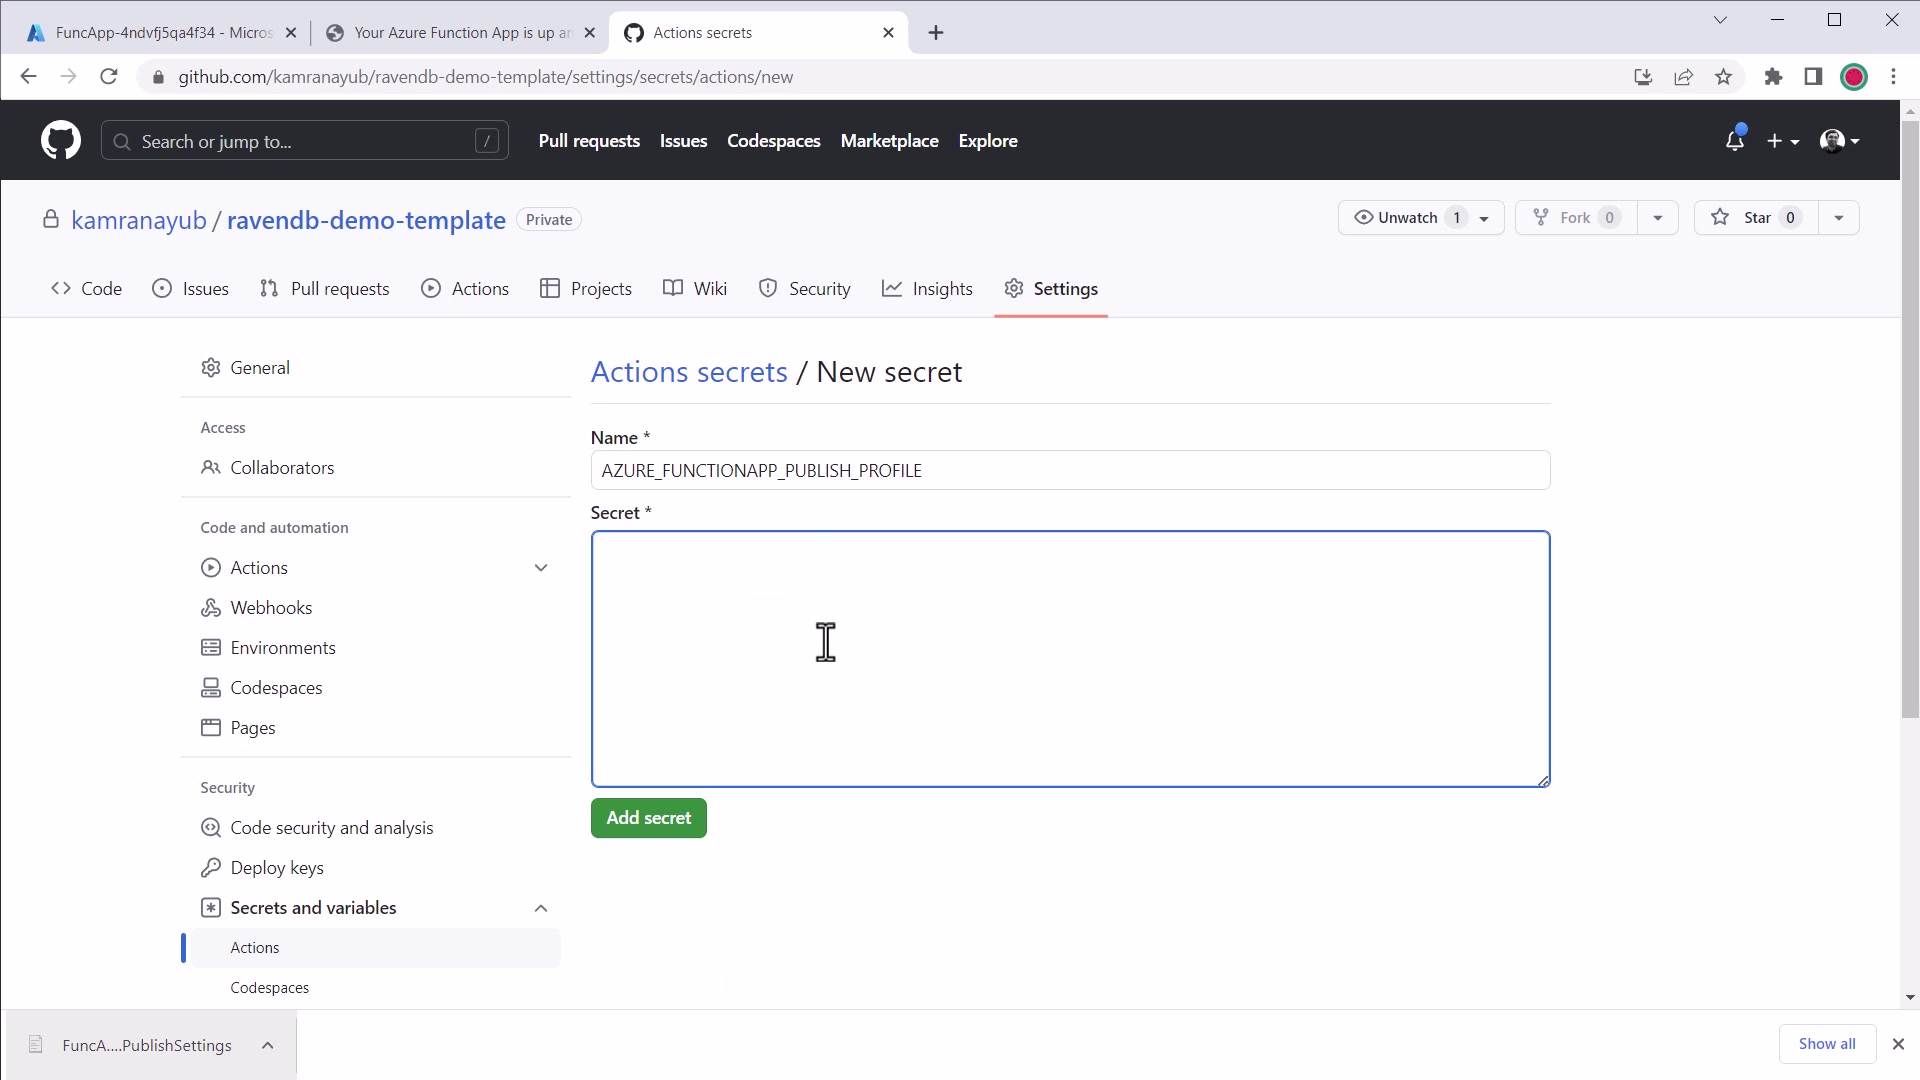 FuncApp-4ndvfj5qa4f34 - Micros
Your Azure Function App is up an
Actions secrets
github.com/kamranayub/ravendb-demo-template/settings/secrets/actions/new
Search or jump to...
/
Pull requests
Issues
Codespaces
Marketplace
Explore
kamranayub / ravendb-demo-template
Private
Unwatch 1
Fork 0
Star 0
Code
Issues
Pull requests
Actions
Projects
Wiki
Security
Insights
Settings
General
Access
Collaborators
Code and automation
Actions
Webhooks
Environments
Codespaces
Pages
Security
Code security and analysis
Deploy keys
Secrets and variables
Actions
Codespaces
Actions secrets / New secret
Name *
AZURE_FUNCTIONAPP_PUBLISH_PROFILE
Secret *
Add secret
FuncA....PublishSettings
Show all